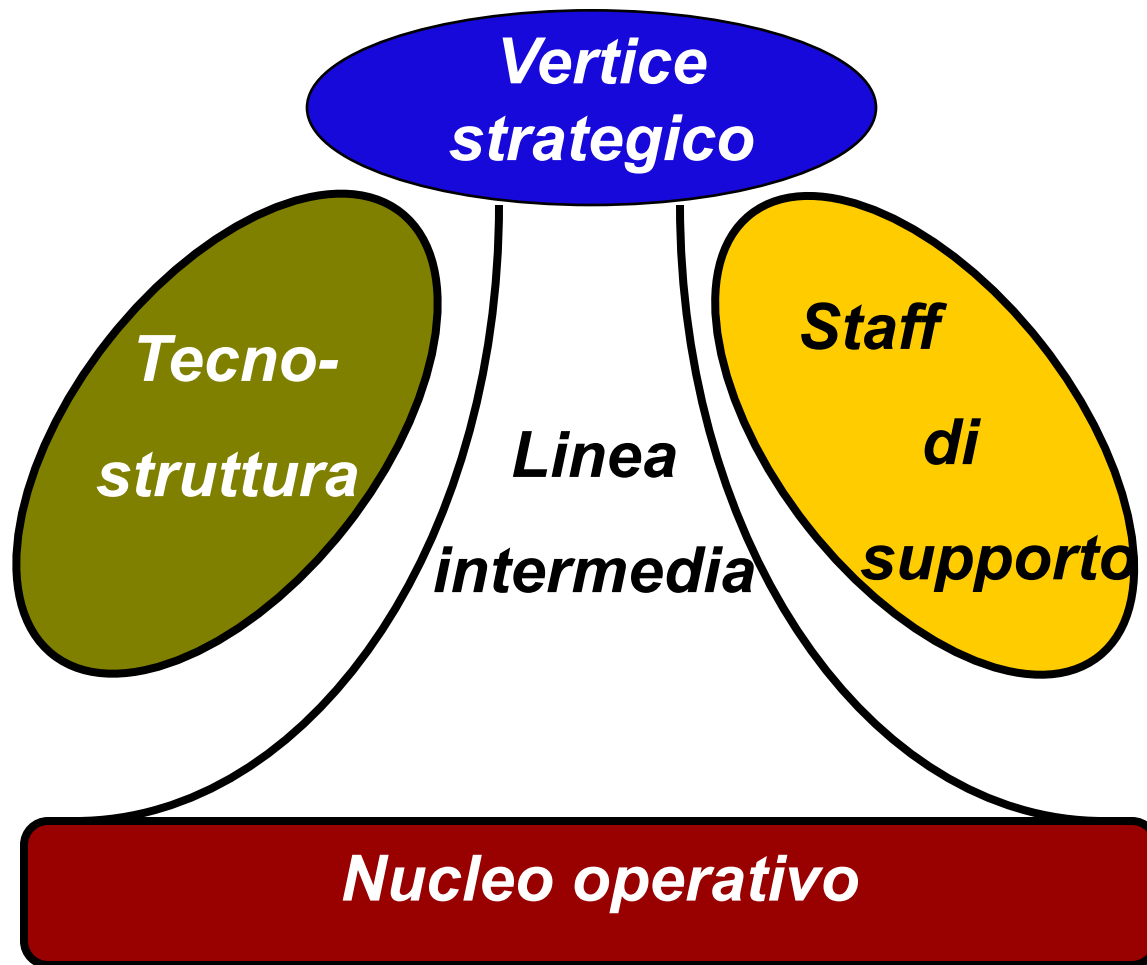 Vertice
strategico
Tecno-
struttura
Linea
intermedia
Staff
di
supporto
Nucleo operativo